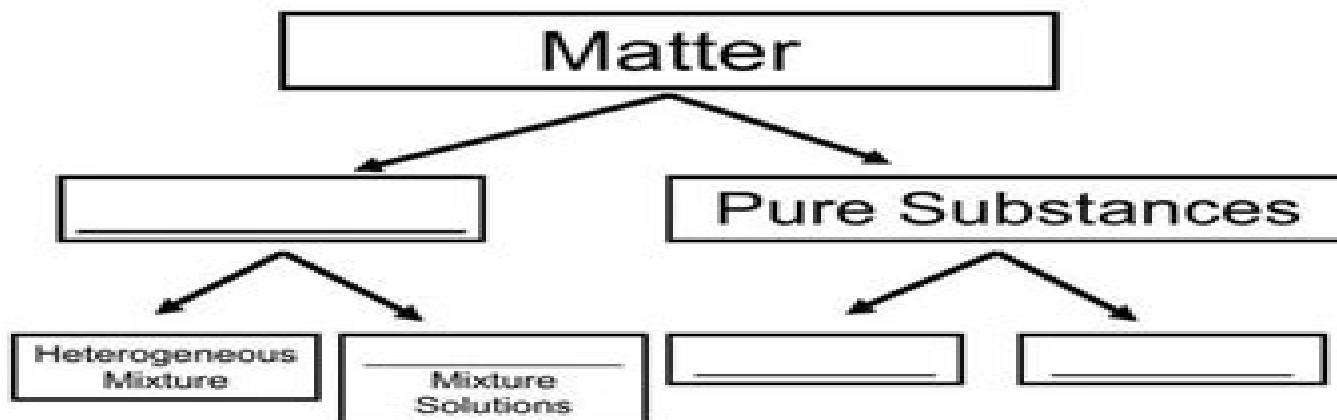 Matter
Pure Substances
Heterogeneous
Mixture
Mixture
Solutions